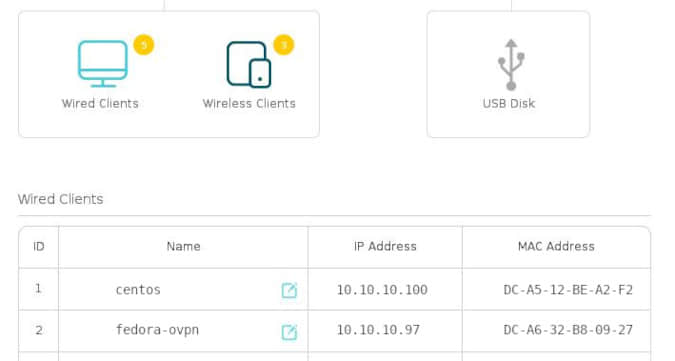 5 3
Wired Clients Wireless Clients USB Disk
Wired Clients
ID Name IP Address MAC Address
1 centos 10.10.10.100 DC-A5-12-BE-A2-F2
2 fedora-ovpn 10.10.10.97 DC-A6-32-B8-09-27